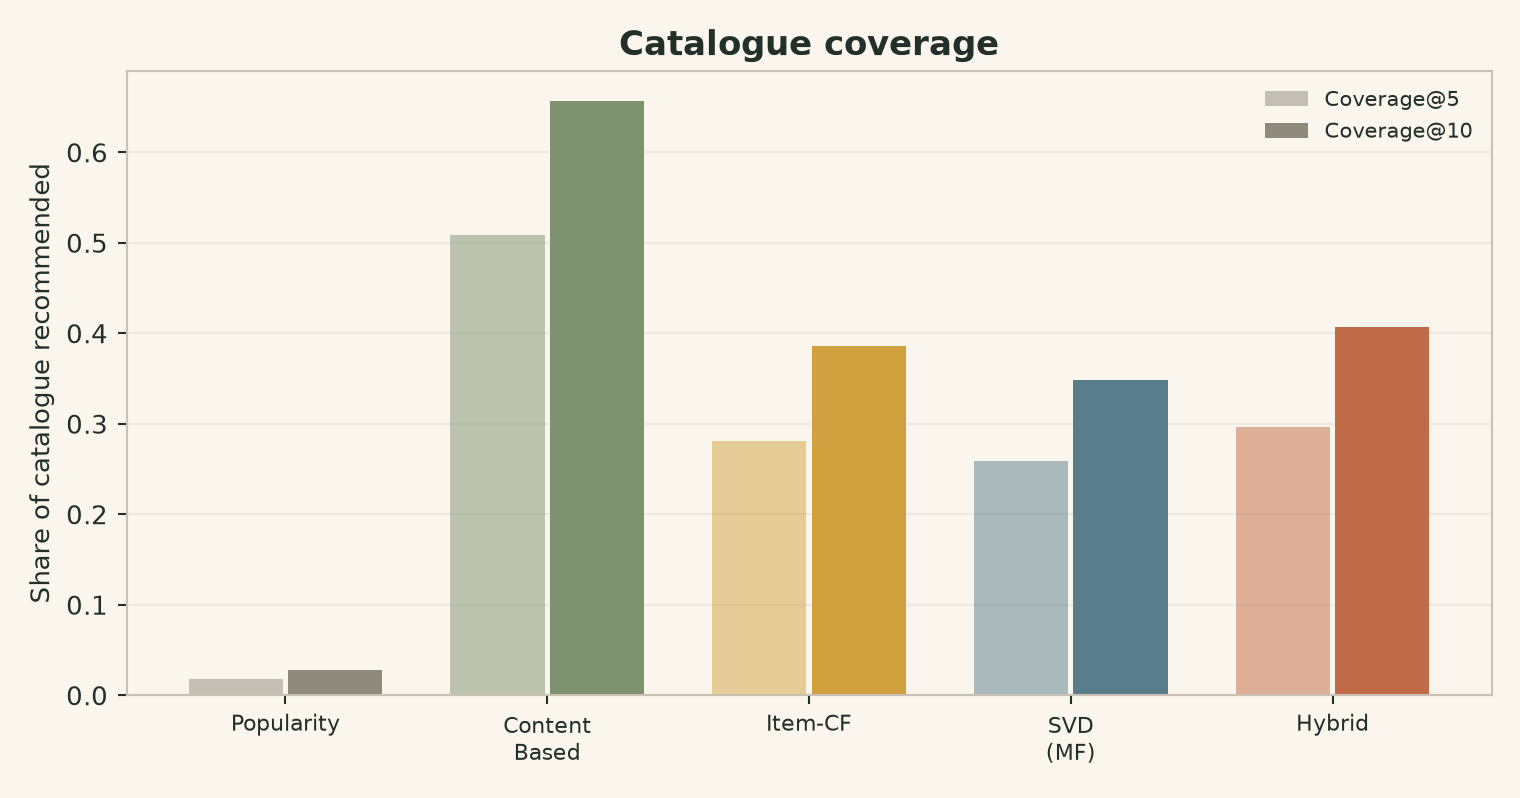 Catalogue coverage
Coverage@5
Coverage@10
Share of catalogue recommended
0.6
0.5
0.4
0.3
0.2
0.1
0.0
Popularity
Content
Based
Item-CF
SVD
(MF)
Hybrid